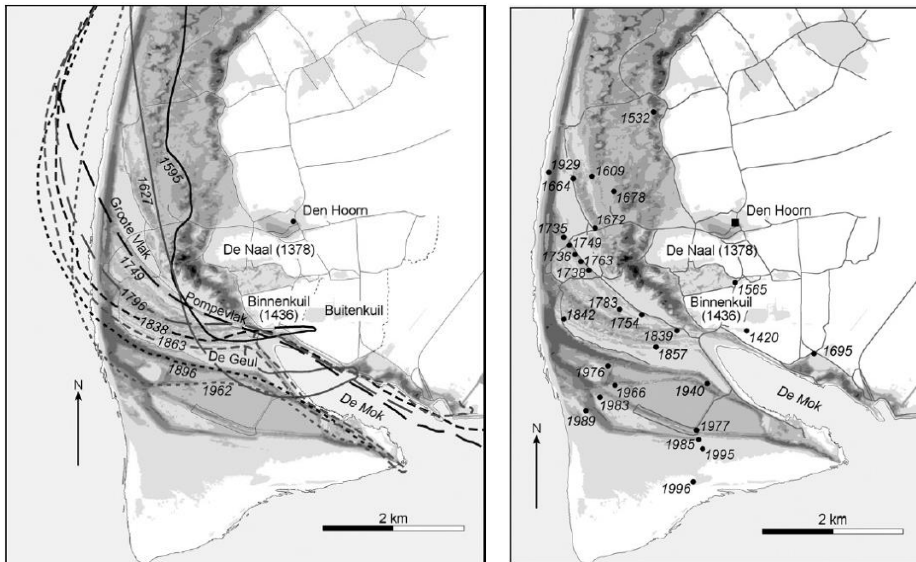 1595
1627
Groote Vlak
Den Hoorn
De Naal (1378)
1749
Pompevlak
Binnenkuil
(1436)
Buitenkuil
1796
1838
1863
De Geul
1896
1962
De Mok
N
2 km
1532
1929
1664
1609
1678
1672
Den Hoorn
1735
1749
1736
1763
1738
De Naal (1378)
1565
Binnenkuil
(1436)
1783
1842
1754
1839
1420
1857
1695
1976
1966
1940
1983
1989
De Mok
1977
1985
1995
1996
N
2 km